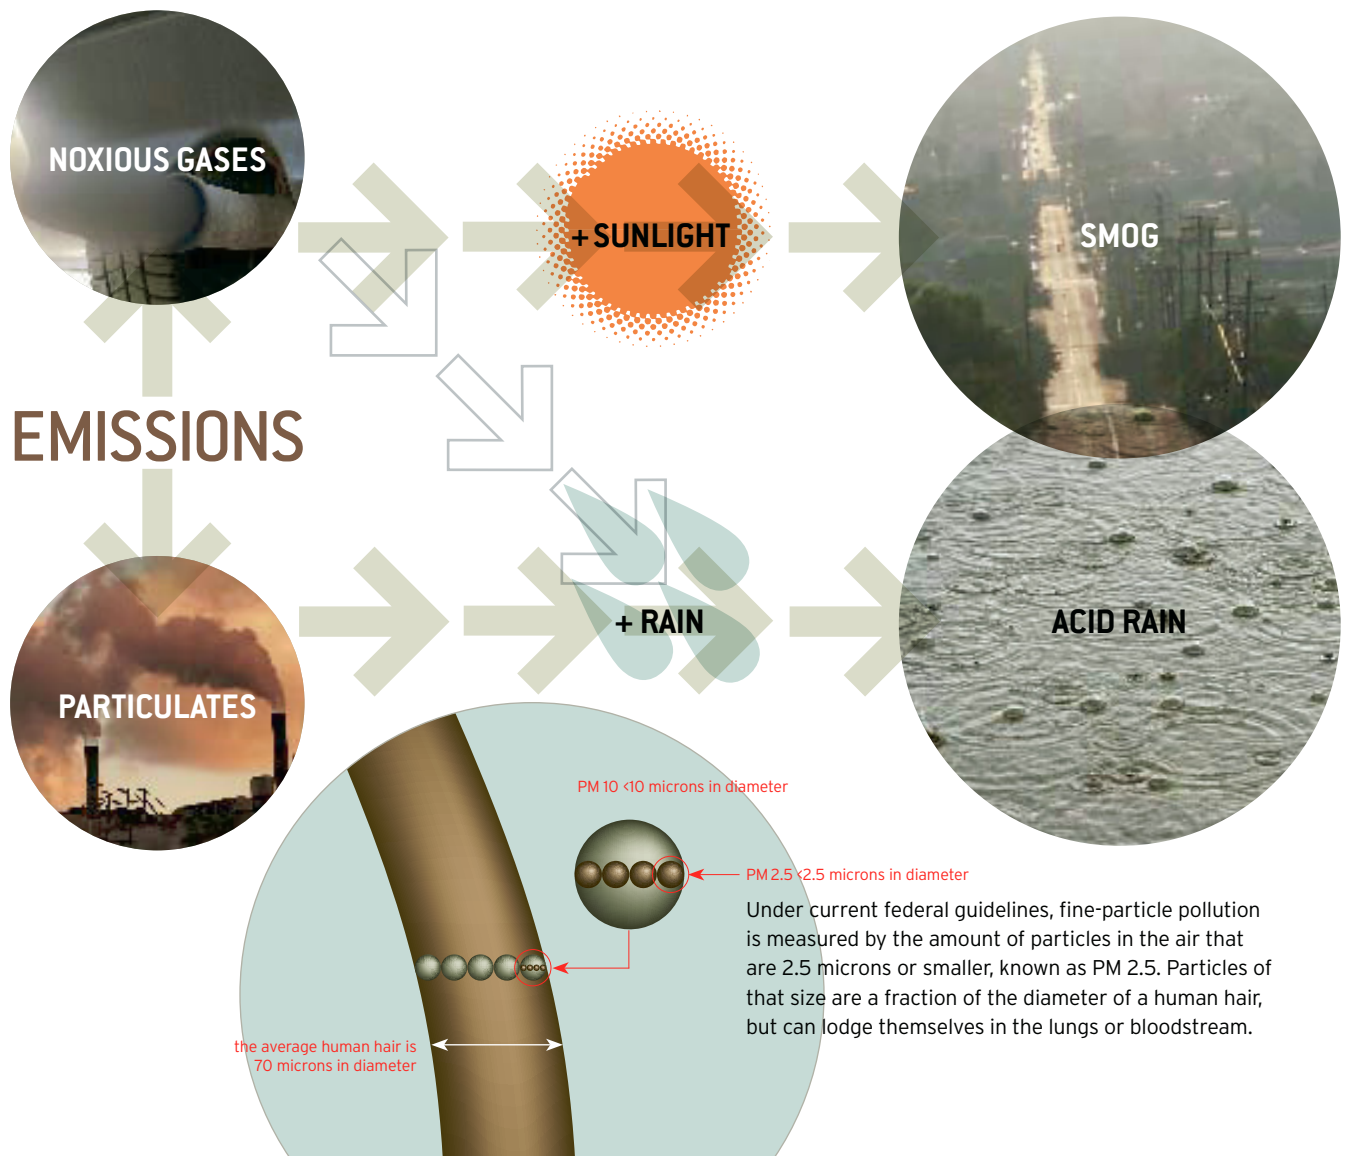 NOXIOUS GASES
+ SUNLIGHT
SMOG
EMISSIONS
+ RAIN
ACID RAIN
PARTICULATES
PM 10 <10 microns in diameter
PM 2.5 <2.5 microns in diameter
Under current federal guidelines, fine-particle pollution
is measured by the amount of particles in the air that
are 2.5 microns or smaller, known as PM 2.5. Particles of
that size are a fraction of the diameter of a human hair,
but can lodge themselves in the lungs or bloodstream.
the average human hair is
70 microns in diameter